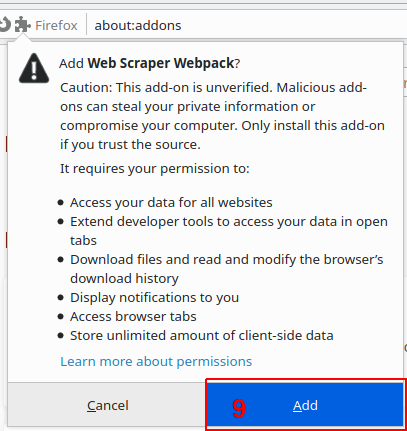 Firefox about:addons
Add Web Scraper Webpack?
Caution: This add-on is unverified. Malicious add-
ons can steal your private information or
compromise your computer. Only install this add-on
if you trust the source.
It requires your permission to:
• Access your data for all websites
• Extend developer tools to access your data in open
tabs
• Download files and read and modify the browser’s
download history
• Display notifications to you
• Access browser tabs
• Store unlimited amount of client-side data
Learn more about permissions
Cancel 9 Add